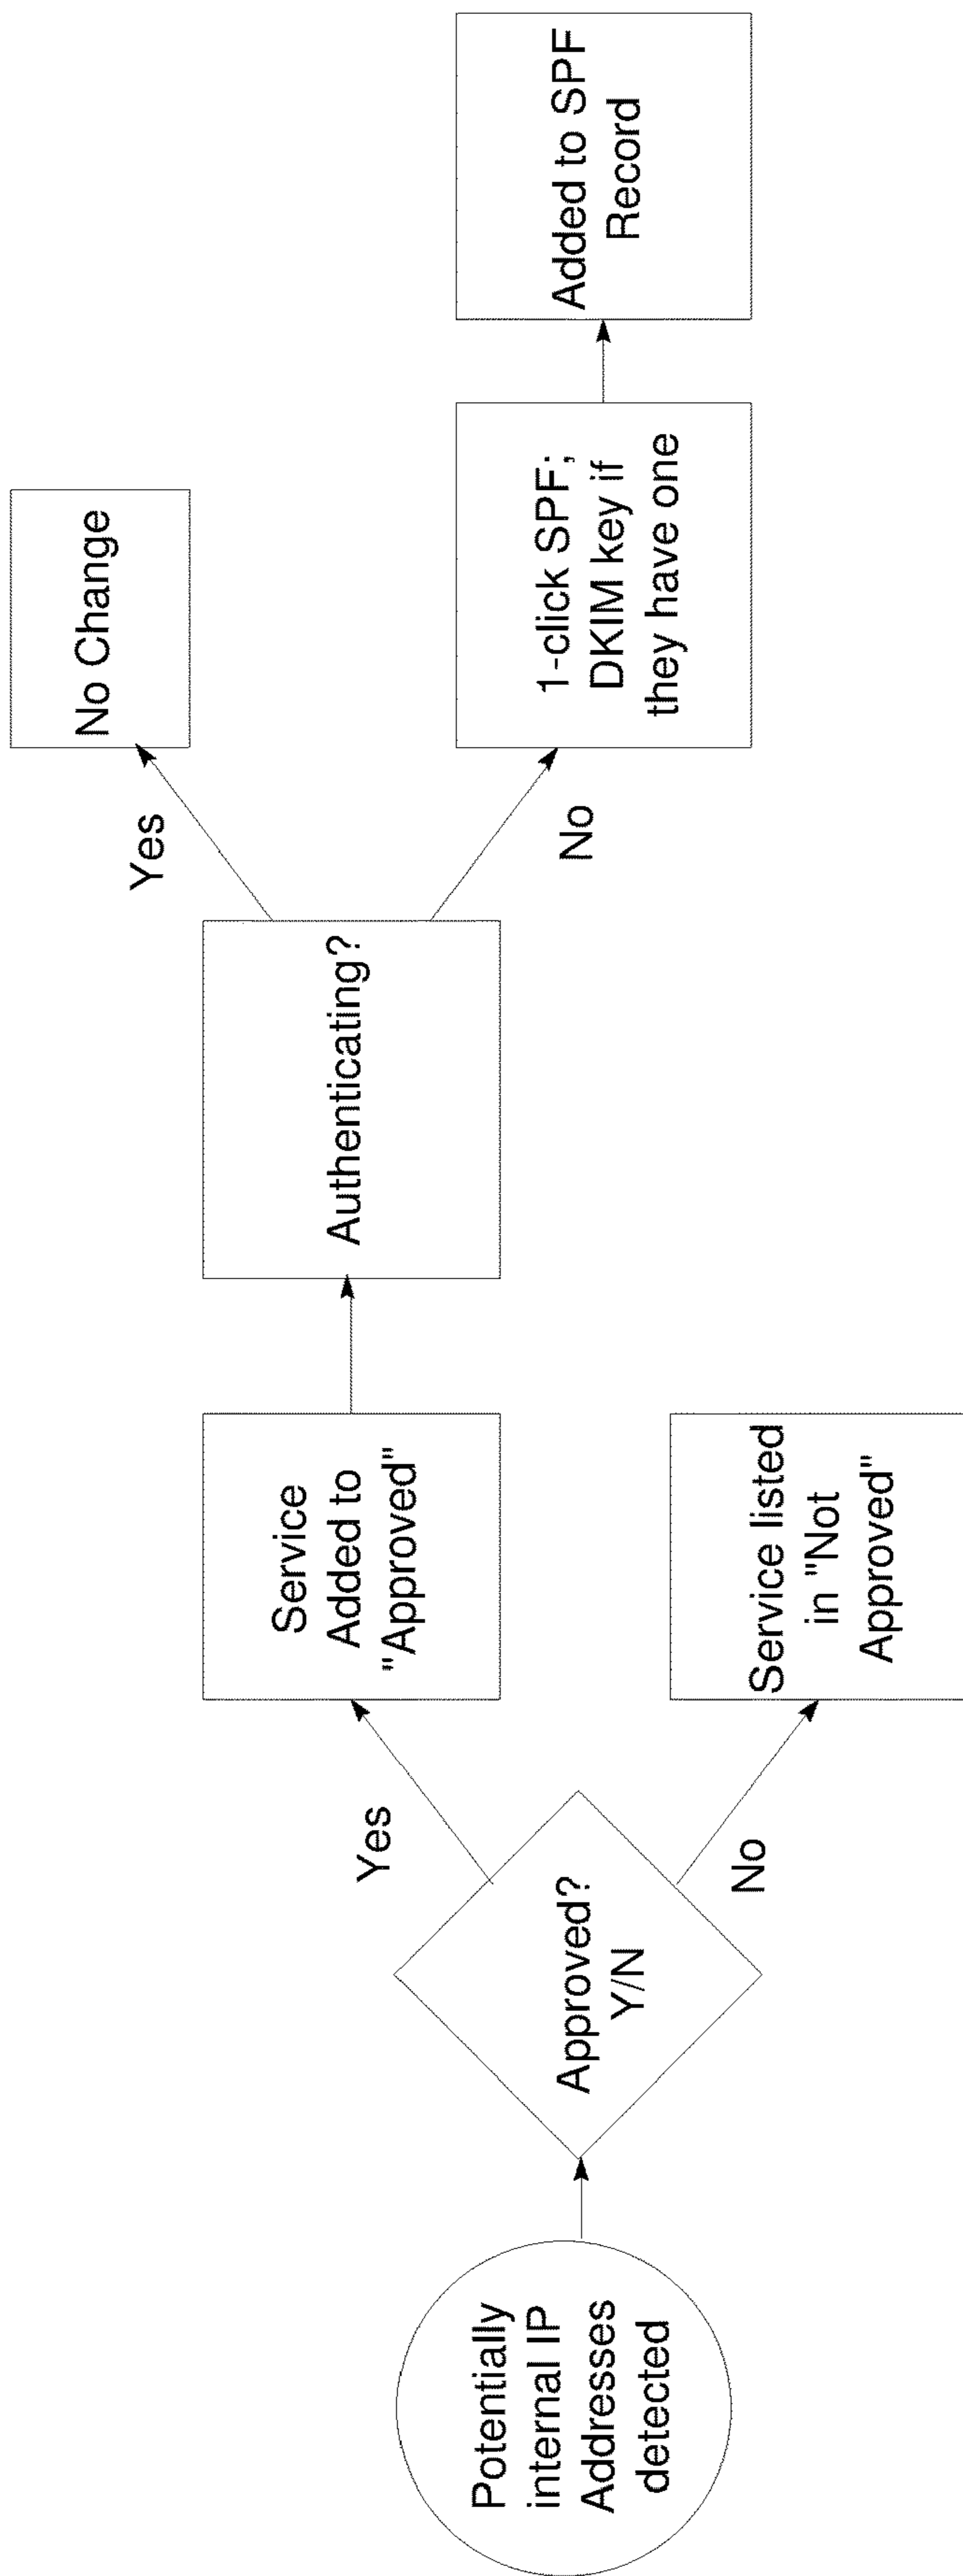 Potentially
internal IP
Addresses
detected
Approved?
Y/N
Yes
No
Service
Added to
"Approved"
Service listed
in "Not
Approved"
Authenticating?
Yes
No
No Change
1-click SPF;
DKIM key if
they have one
Added to SPF
Record